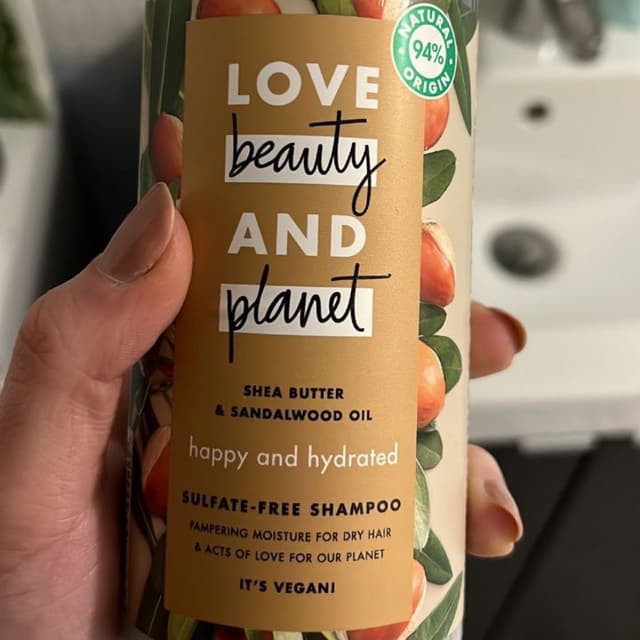 NATURAL
94%
ORIGIN
LOVE
beauty
AND
planet
SHEA BUTTER
& SANDALWOOD OIL
happy and hydrated
SULFATE-FREE SHAMPOO
PAMPERING MOISTURE FOR DRY HAIR
& ACTS OF LOVE FOR OUR PLANET
IT'S VEGAN!